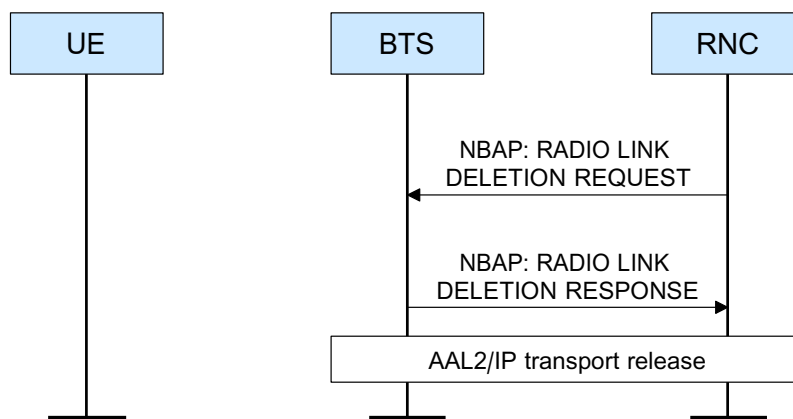 UE
BTS
RNC
NBAP: RADIO LINK
DELETION REQUEST
NBAP: RADIO LINK
DELETION RESPONSE
AAL2/IP transport release